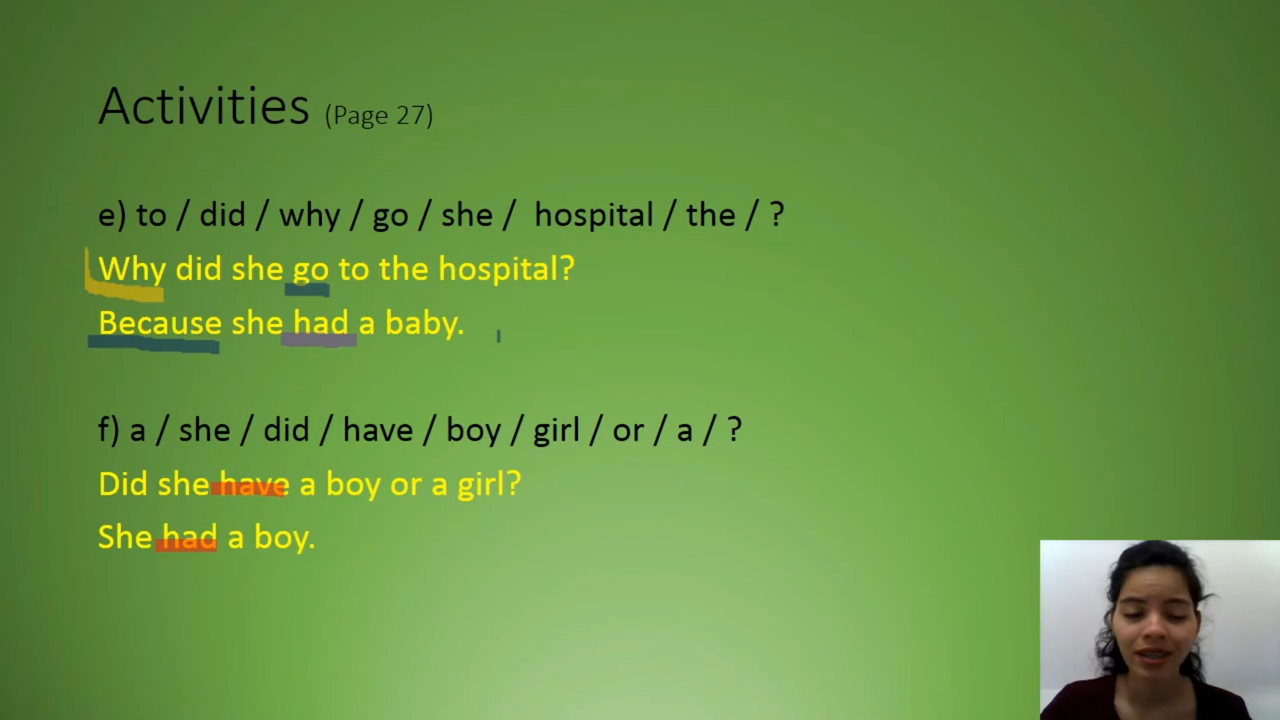 Activities (Page 27)
e) to / did / why / go / she / hospital / the / ?
Why did she go to the hospital?
Because she had a baby.
f) a / she / did / have / boy / girl / or / a / ?
Did she have a boy or a girl?
She had a boy.